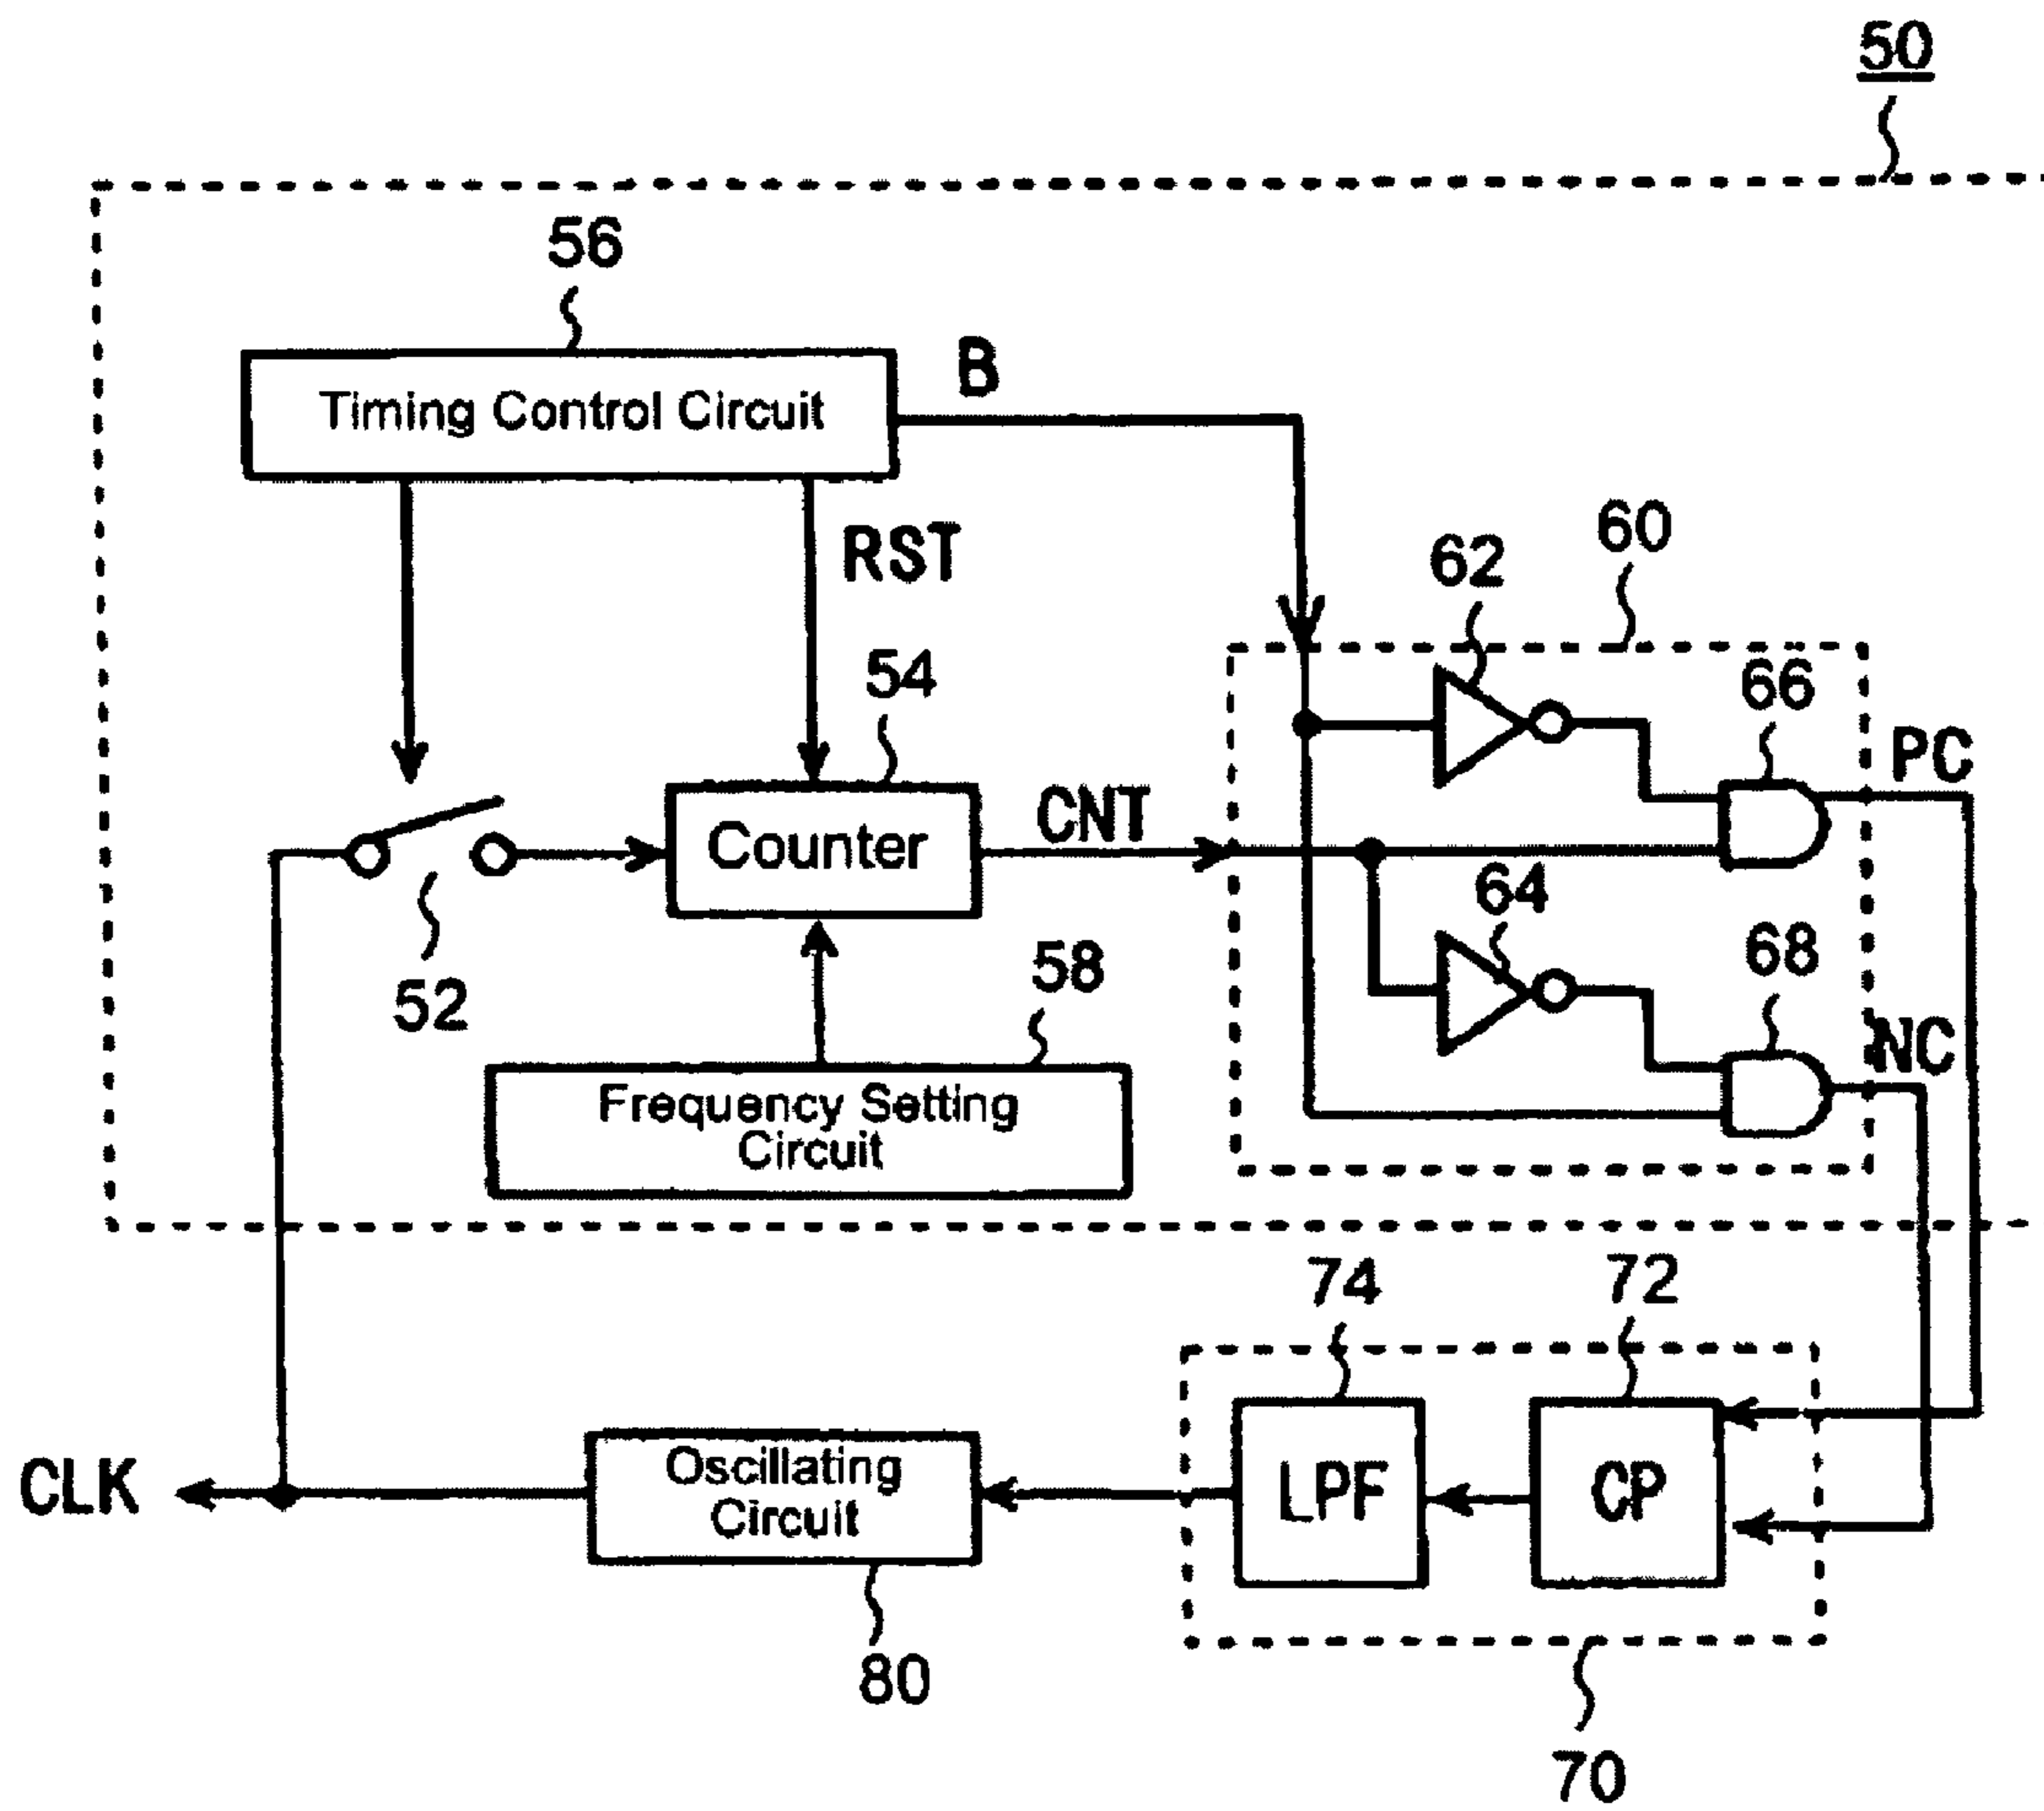 50
56
Timing Control Circuit
B
RST
62
60
54
66
PC
CNT
Counter
64
52
58
68
NC
Frequency Setting
Circuit
74
72
CLK
Oscillating
Circuit
LPF
CP
80
70